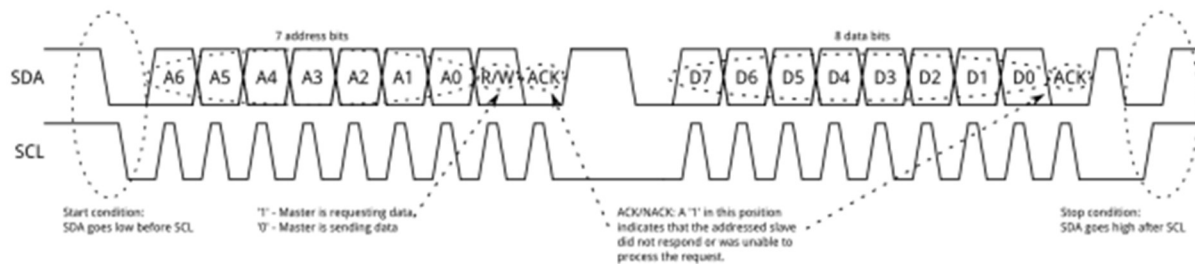 7 address bits
8 data bits
SDA
A6 A5 A4 A3 A2 A1 A0 R/W ACK
D7 D6 D5 D4 D3 D2 D1 D0 ACK
SCL
Start condition:
SDA goes low before SCL
'1' - Master is requesting data,
'0' - Master is sending data
ACK/NACK: A '1' in this position
indicates that the addressed slave
did not respond or was unable to
process the request.
Stop condition:
SDA goes high after SCL